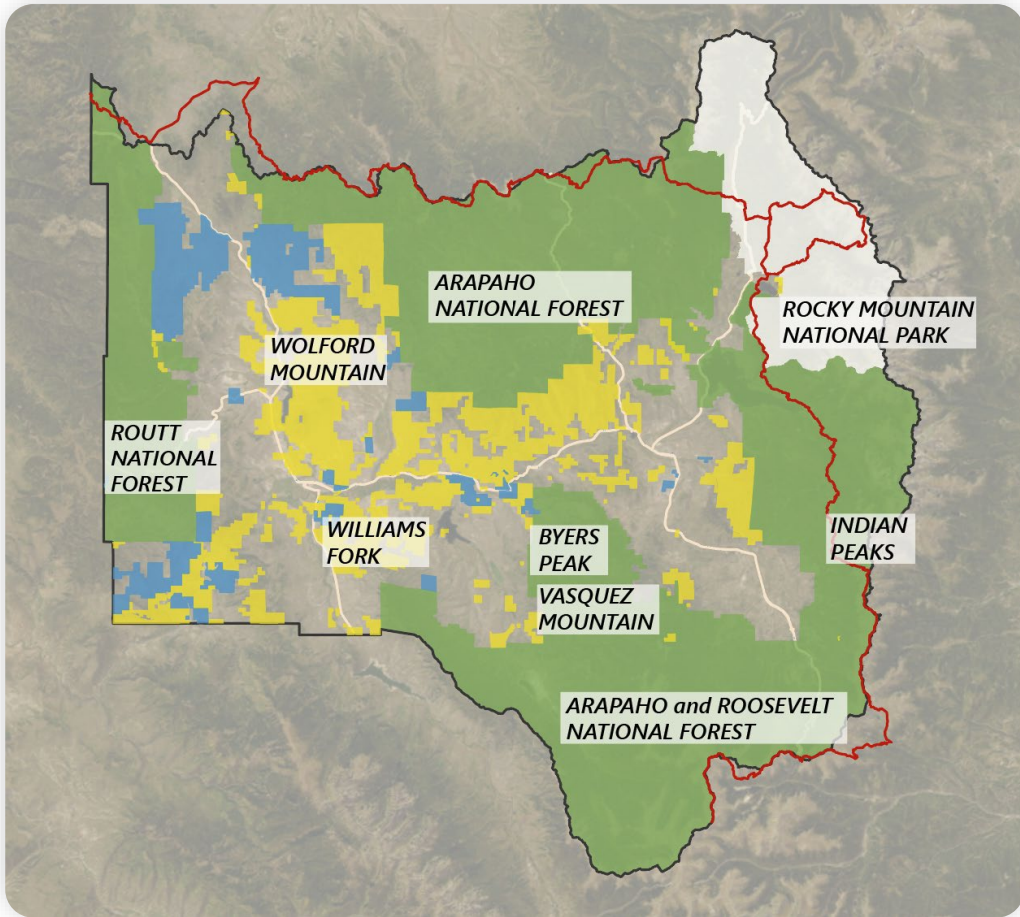 ARAPAHO
NATIONAL FOREST
ROCKY MOUNTAIN
NATIONAL PARK
WOLFORD
MOUNTAIN
ROUTT
NATIONAL
FOREST
WILLIAMS
FORK
BYERS
PEAK
INDIAN
PEAKS
VASQUEZ
MOUNTAIN
ARAPAHO and ROOSEVELT
NATIONAL FOREST